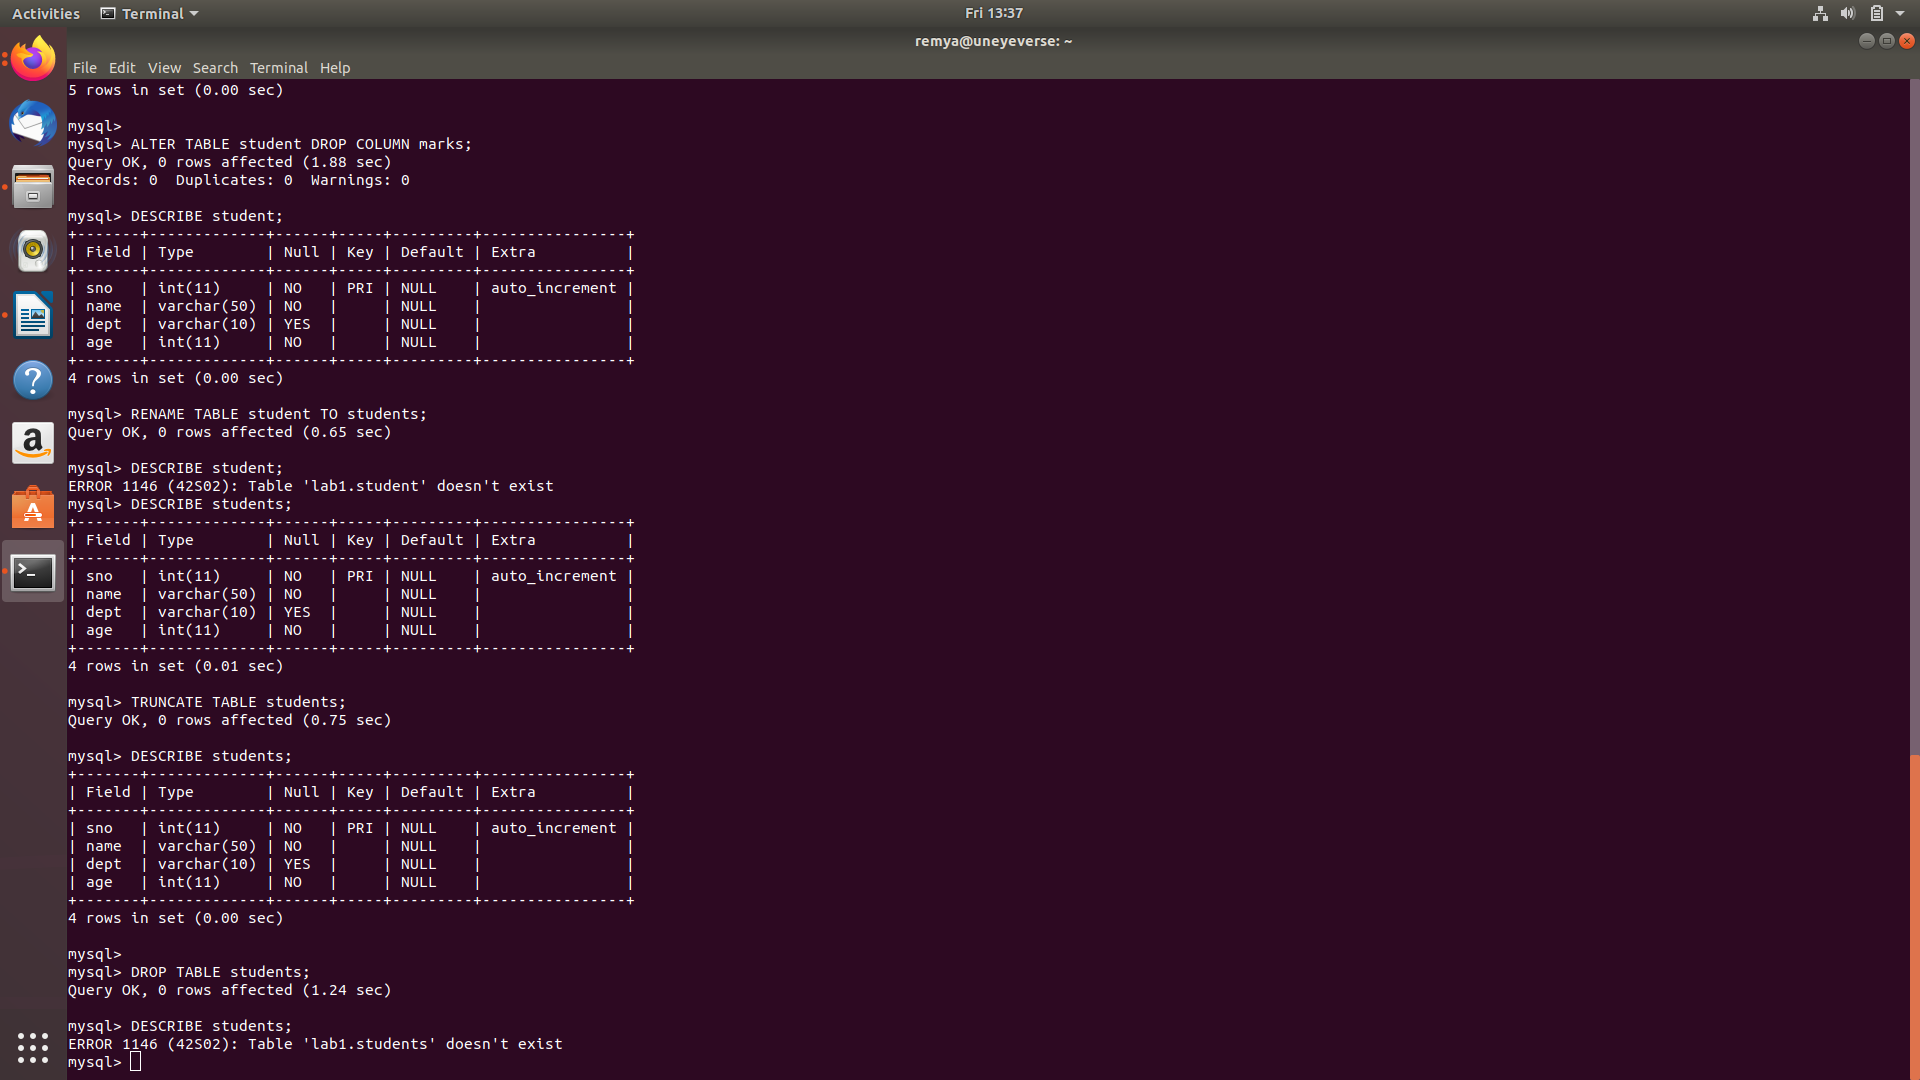 Activities Terminal Fri 13:37
remya@uneyeverse: ~
File Edit View Search Terminal Help
5 rows in set (0.00 sec)
mysql>
mysql> ALTER TABLE student DROP COLUMN marks;
Query OK, 0 rows affected (1.88 sec)
Records: 0  Duplicates: 0  Warnings: 0
mysql> DESCRIBE student;
+-------+-------------+------+-----+---------+----------------+
| Field | Type        | Null | Key | Default | Extra          |
+-------+-------------+------+-----+---------+----------------+
| sno   | int(11)     | NO   | PRI | NULL    | auto_increment |
| name  | varchar(50) | NO   |     | NULL    |                |
| dept  | varchar(10) | YES  |     | NULL    |                |
| age   | int(11)     | NO   |     | NULL    |                |
+-------+-------------+------+-----+---------+----------------+
4 rows in set (0.00 sec)
mysql> RENAME TABLE student TO students;
Query OK, 0 rows affected (0.65 sec)
mysql> DESCRIBE student;
ERROR 1146 (42S02): Table 'lab1.student' doesn't exist
mysql> DESCRIBE students;
+-------+-------------+------+-----+---------+----------------+
| Field | Type        | Null | Key | Default | Extra          |
+-------+-------------+------+-----+---------+----------------+
| sno   | int(11)     | NO   | PRI | NULL    | auto_increment |
| name  | varchar(50) | NO   |     | NULL    |                |
| dept  | varchar(10) | YES  |     | NULL    |                |
| age   | int(11)     | NO   |     | NULL    |                |
+-------+-------------+------+-----+---------+----------------+
4 rows in set (0.01 sec)
mysql> TRUNCATE TABLE students;
Query OK, 0 rows affected (0.75 sec)
mysql> DESCRIBE students;
+-------+-------------+------+-----+---------+----------------+
| Field | Type        | Null | Key | Default | Extra          |
+-------+-------------+------+-----+---------+----------------+
| sno   | int(11)     | NO   | PRI | NULL    | auto_increment |
| name  | varchar(50) | NO   |     | NULL    |                |
| dept  | varchar(10) | YES  |     | NULL    |                |
| age   | int(11)     | NO   |     | NULL    |                |
+-------+-------------+------+-----+---------+----------------+
4 rows in set (0.00 sec)
mysql>
mysql> DROP TABLE students;
Query OK, 0 rows affected (1.24 sec)
mysql> DESCRIBE students;
ERROR 1146 (42S02): Table 'lab1.students' doesn't exist
mysql>